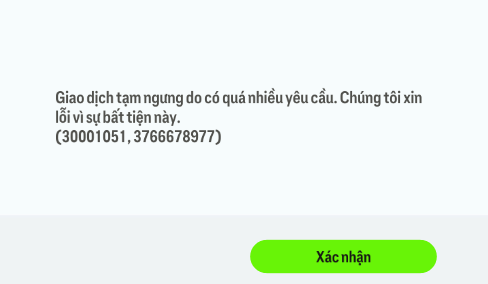 Giao dịch tạm ngưng do có quá nhiều yêu cầu. Chứng tôi xin
lỗi vì sự bất tiện này.
(30001051, 3766678977)
Xác nhận